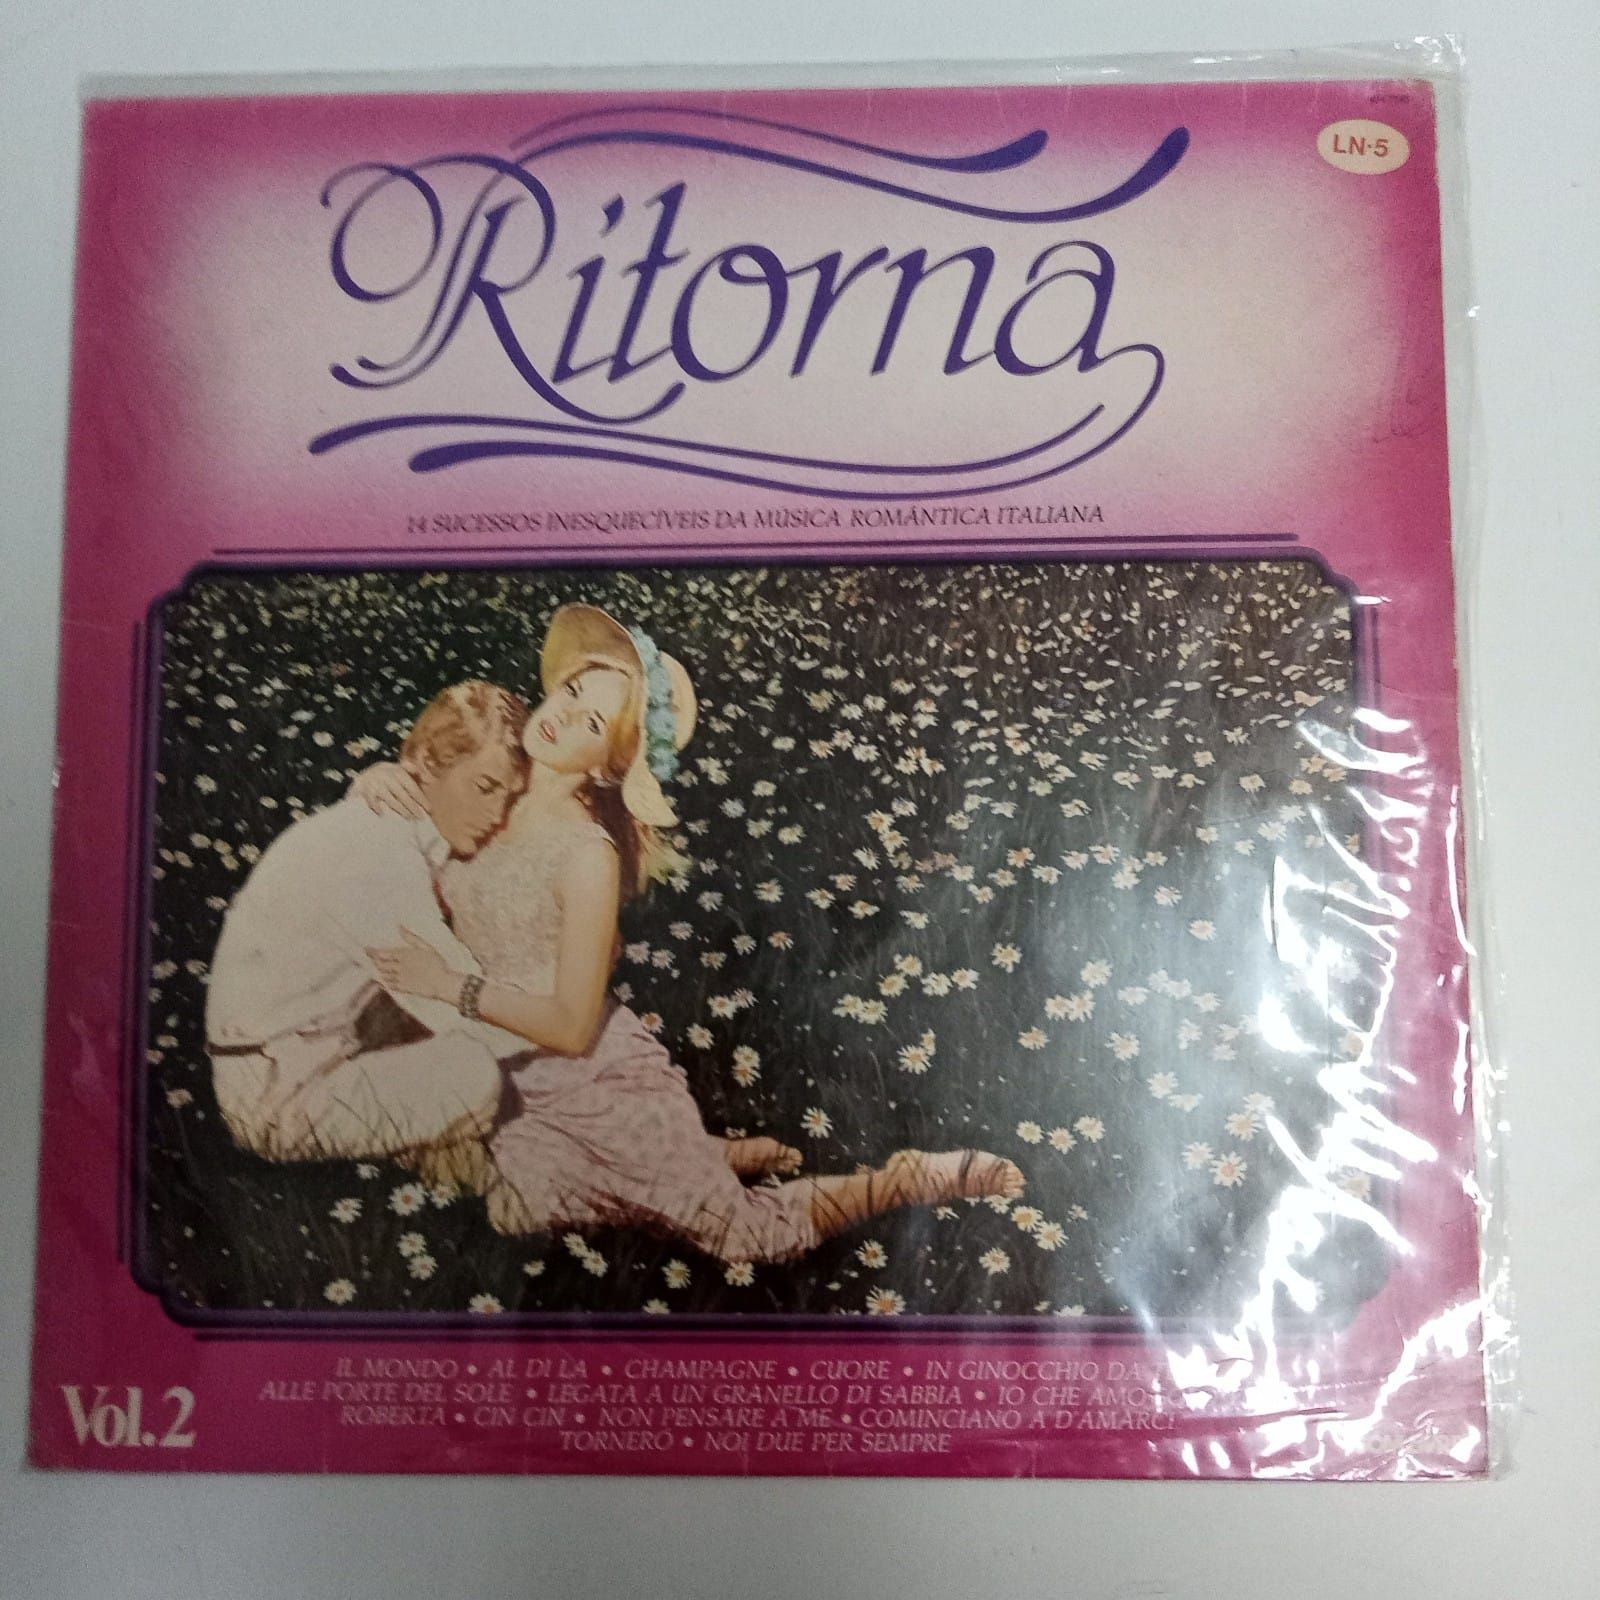 LN·5
Ritorna
14 SUCESSOS INESQUECÍVEIS DA MÚSICA ROMÂNTICA ITALIANA
IL MONDO • AL DI LA • CHAMPAGNE • CUORE • IN GINOCCHIO DA
ALLE PORTE DEL SOLE • LEGATA A UN GRANELLO DI SABBIA • IO CHE AMO
ROBERTA • CIN CIN • NON PENSARE A ME • COMINCIANO A D'AMARCI
TORNERÓ • NOI DUE PER SEMPRE
Vol.2